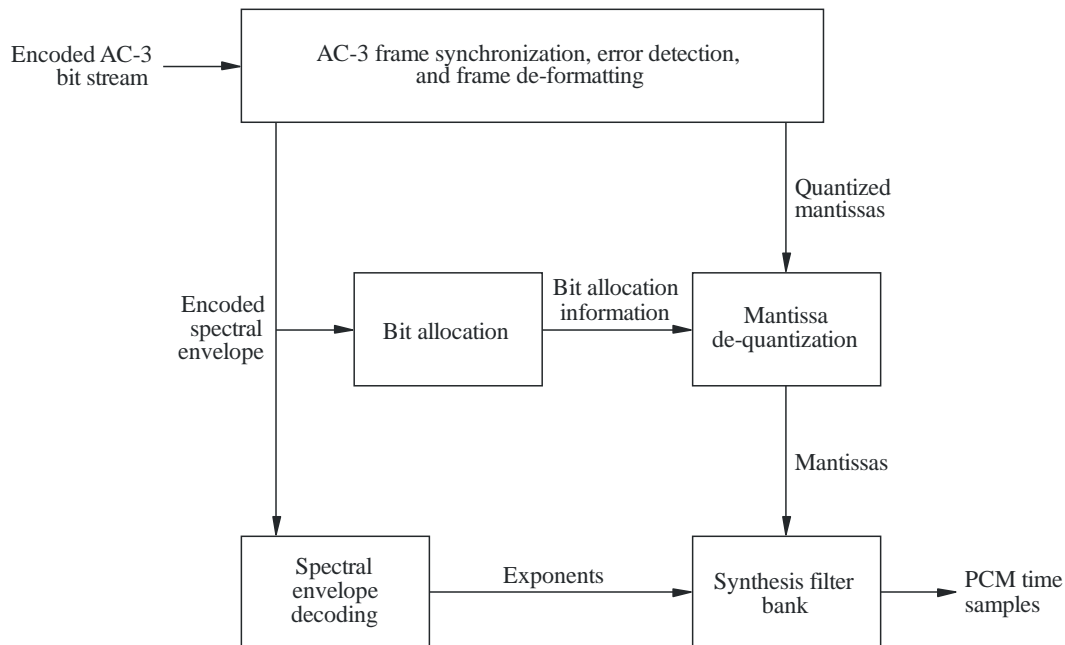 Encoded AC-3
bit stream
AC-3 frame synchronization, error detection,
and frame de-formatting
Quantized
mantissas
Encoded
spectral
envelope
Bit allocation
Bit allocation
information
Mantissa
de-quantization
Mantissas
Spectral
envelope
decoding
Exponents
Synthesis filter
bank
PCM time
samples